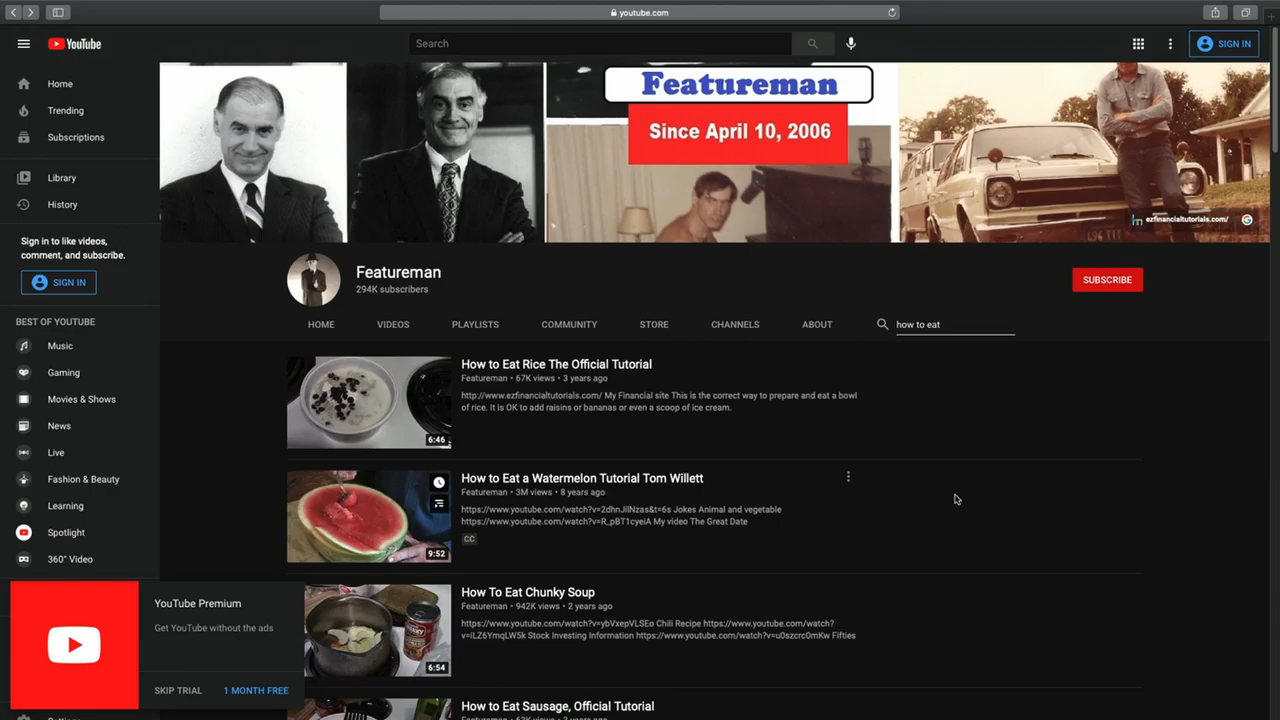 youtube.com
YouTube
Search
SIGN IN
Home
Trending
Subscriptions
Library
History
Sign in to like videos,
comment, and subscribe.
SIGN IN
BEST OF YOUTUBE
Music
Gaming
Movies & Shows
News
Live
Fashion & Beauty
Learning
Spotlight
360° Video
Featureman
Since April 10, 2006
ezfinancialtutorials.com/
Featureman
294K subscribers
SUBSCRIBE
HOME VIDEOS PLAYLISTS COMMUNITY STORE CHANNELS ABOUT how to eat
How to Eat Rice The Official Tutorial
Featureman • 67K views • 3 years ago
http://www.ezfinancialtutorials.com/ My Financial site This is the correct way to prepare and eat a bowl
of rice. It is OK to add raisins or bananas or even a scoop of ice cream.
6:46
How to Eat a Watermelon Tutorial Tom Willett
Featureman • 3M views • 8 years ago
https://www.youtube.com/watch?v=2dhnJilNzas&t=6s Jokes Animal and vegetable
https://www.youtube.com/watch?v=R_pBT1cyeiA My video The Great Date
CC
9:52
How To Eat Chunky Soup
Featureman • 942K views • 2 years ago
https://www.youtube.com/watch?v=ybVxepVLSEo Chili Recipe https://www.youtube.com/watch?
v=iLZ6YmqLW5k Stock Investing Information https://www.youtube.com/watch?v=u0szcrc0mKw Fifties
CHUNKY
6:54
How to Eat Sausage, Official Tutorial
YouTube Premium
Get YouTube without the ads
SKIP TRIAL 1 MONTH FREE